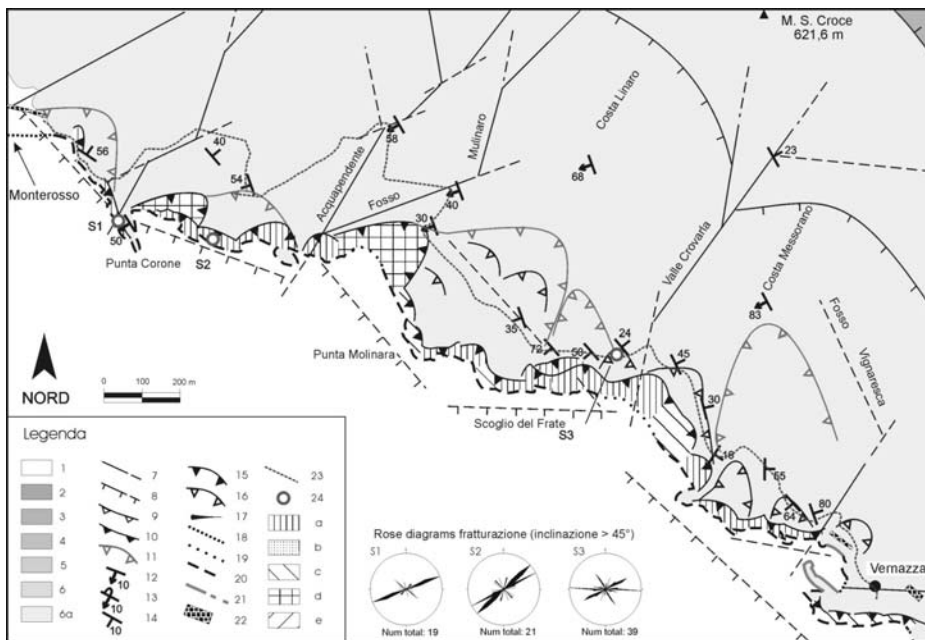 M. S. Croce
621,6 m
Costa Linaro
Mulinaro
Acquapendente
Fosso
Valle Crovarla
Costa Messorano
Fosso
Vignaresca
56
40
54
58
40
68
23
30
83
35
72
50
24
45
30
18
55
64
80
50
Monterosso
S1
S2
Punta Corone
Punta Molinara
Scoglio del Frate
S3
Vernazza
NORD
0 100 200 m
Legenda
1
2
3
4
5
6
6a
7
8
9
10
11
10 12
10 13
10 14
15
16
17
18
19
20
21
22
23
24
a
b
c
d
e
Rose diagrams fratturazione (inclinazione > 45°)
S1 S2 S3
Num total: 19 Num total: 21 Num total: 39